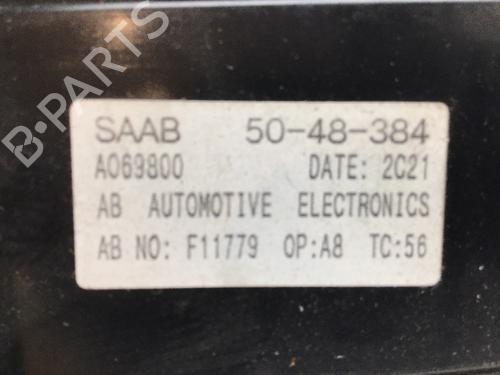 B-PARTS
SAAB 50-48-384
A069800 DATE: 2C21
AB AUTOMOTIVE ELECTRONICS
AB NO: F11779 OP:A8 TC:56